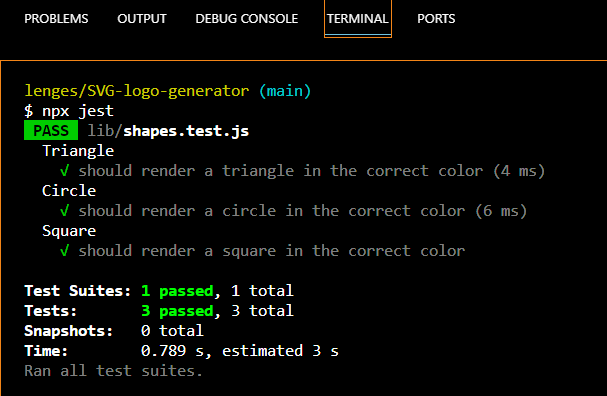 PROBLEMS OUTPUT DEBUG CONSOLE TERMINAL PORTS
lenges/SVG-logo-generator (main)
$ npx jest
PASS lib/shapes.test.js
Triangle
√ should render a triangle in the correct color (4 ms)
Circle
√ should render a circle in the correct color (6 ms)
Square
√ should render a square in the correct color
Test Suites: 1 passed, 1 total
Tests: 3 passed, 3 total
Snapshots: 0 total
Time: 0.789 s, estimated 3 s
Ran all test suites.